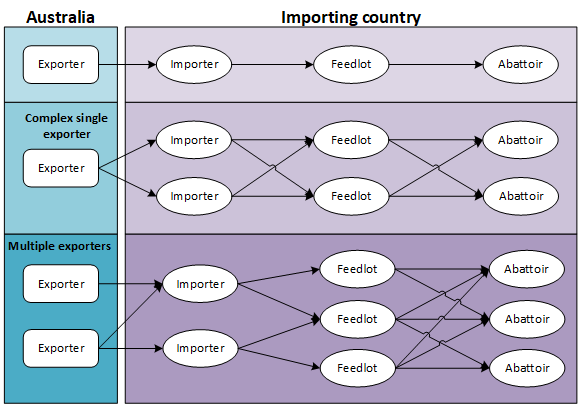 Australia
Importing country
Exporter
Importer
Feedlot
Abattoir
Complex single
exporter
Exporter
Importer
Feedlot
Abattoir
Importer
Feedlot
Abattoir
Multiple exporters
Exporter
Importer
Feedlot
Abattoir
Feedlot
Abattoir
Exporter
Importer
Feedlot
Abattoir